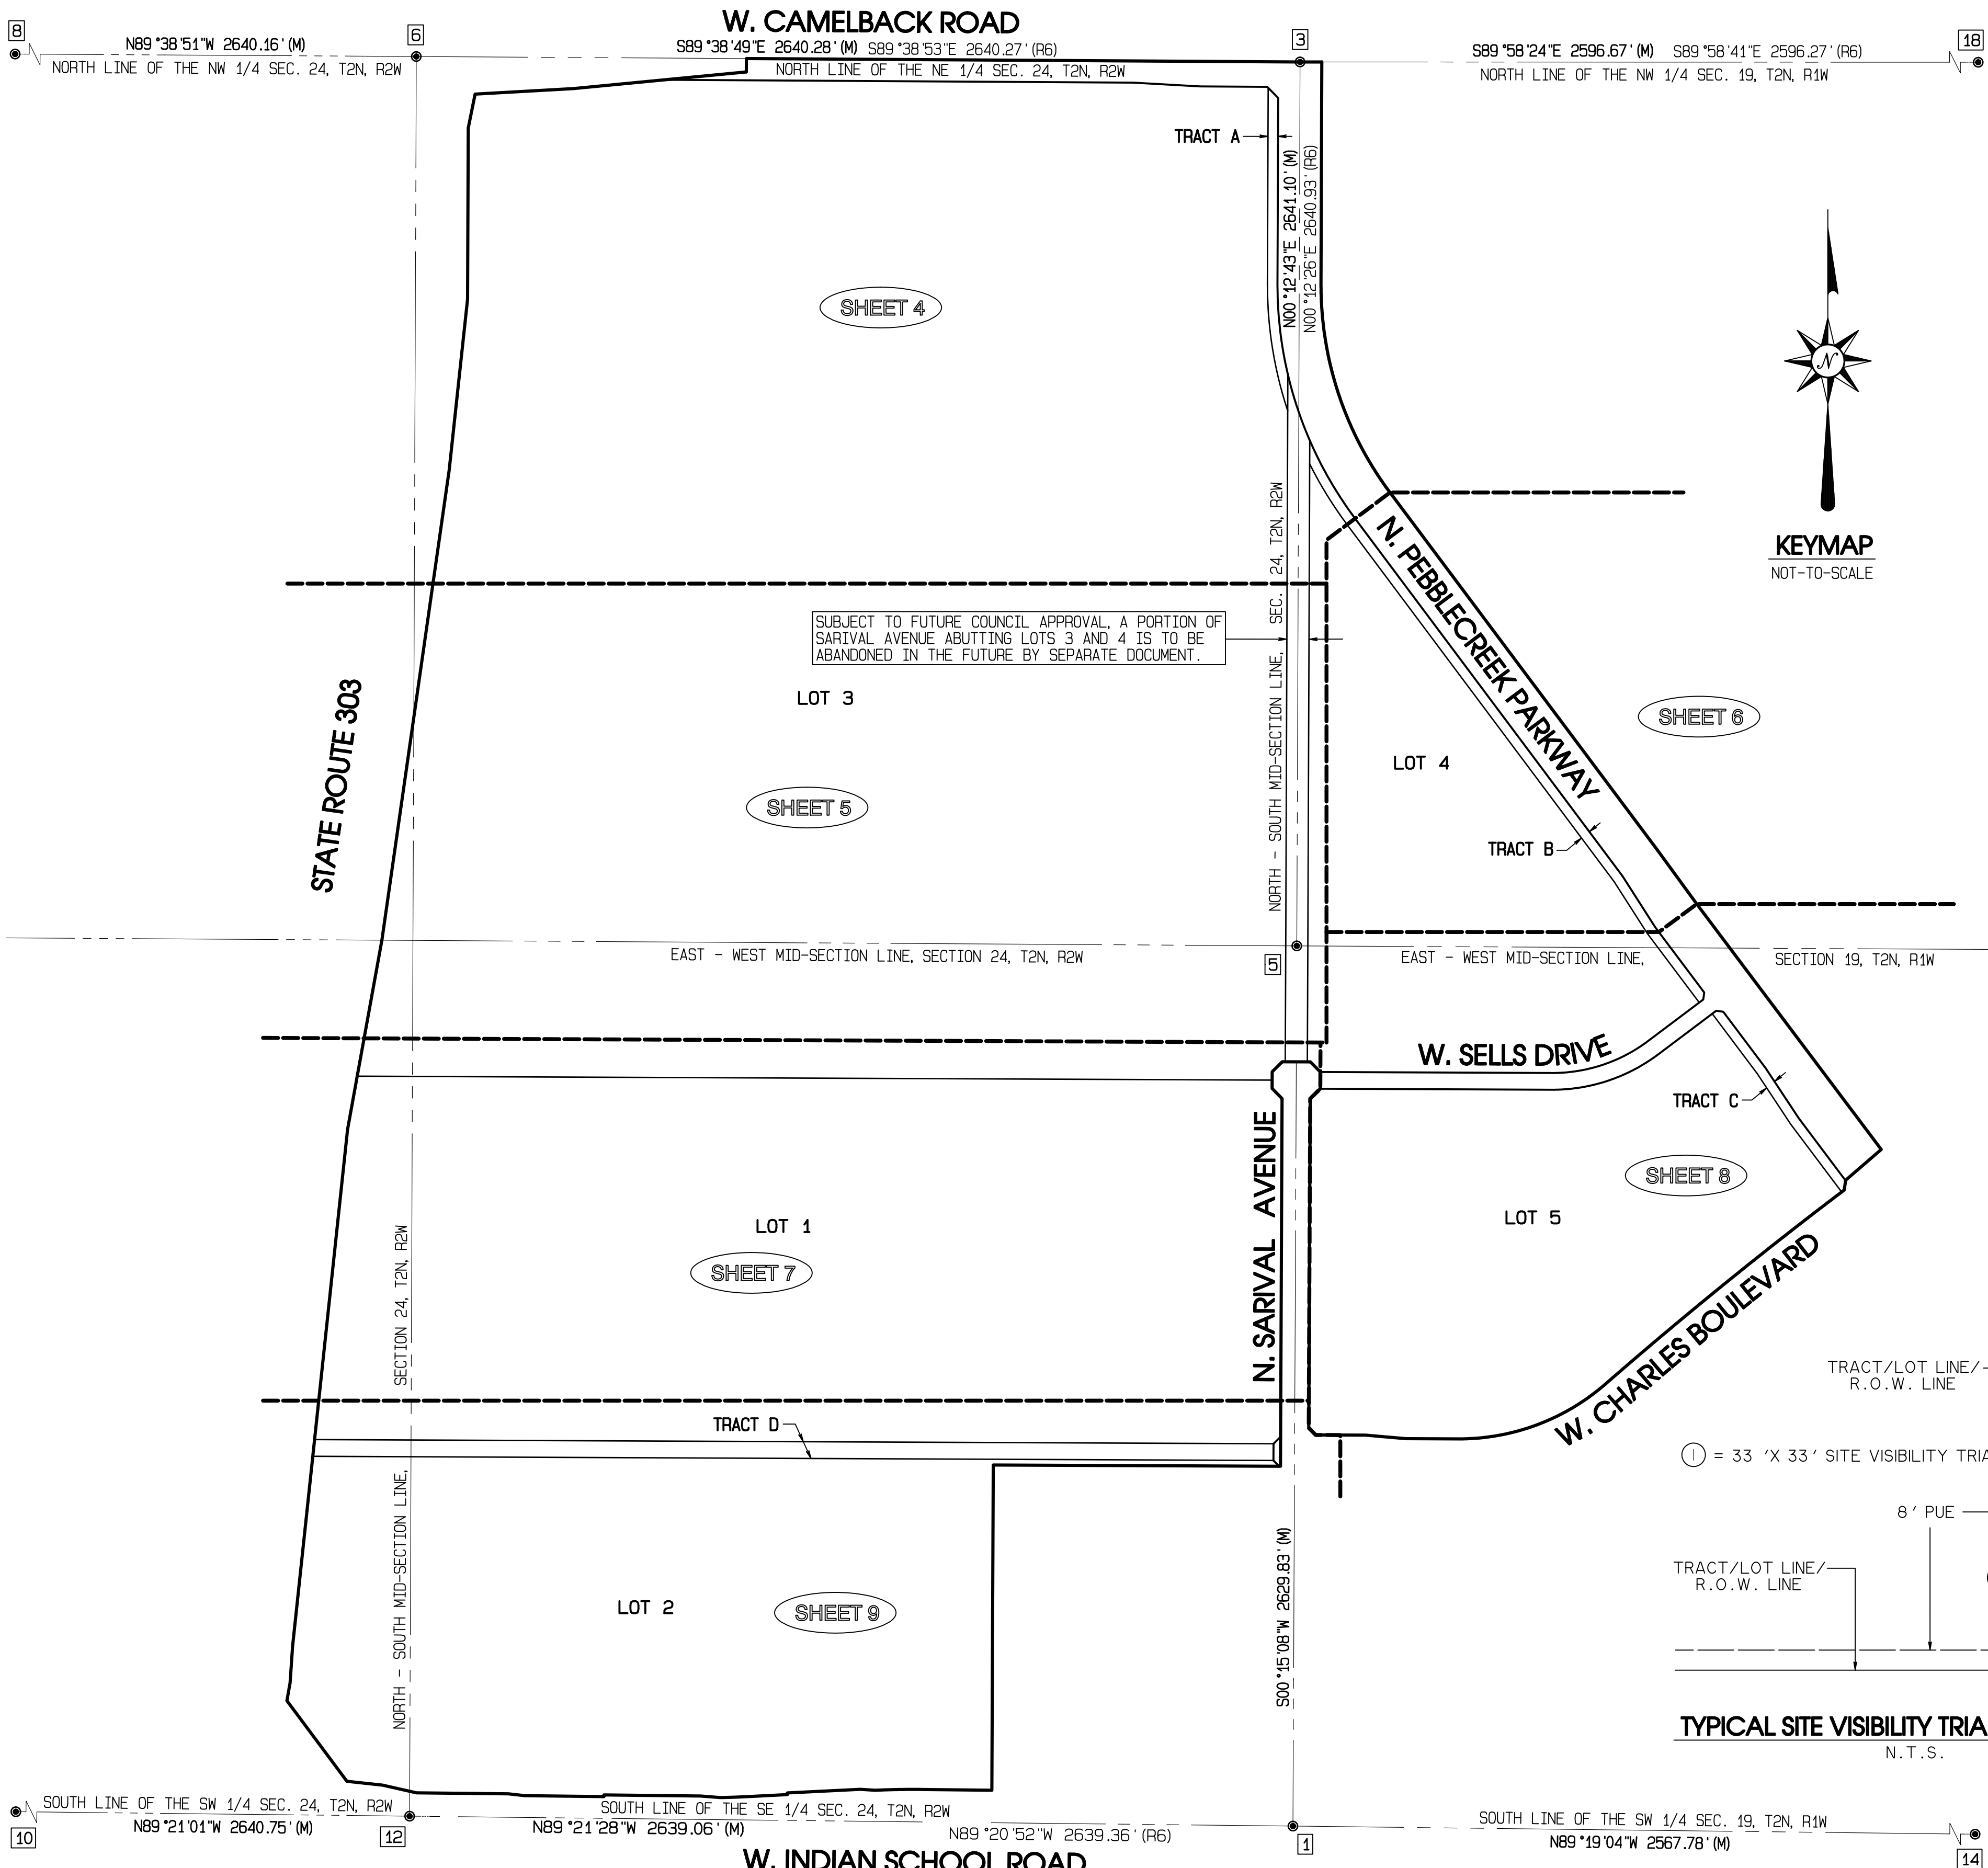 W. CAMELBACK ROAD
8
N89°38'51"W 2640.16' (M)
NORTH LINE OF THE NW 1/4 SEC. 24, T2N, R2W
6
S89°38'49"E 2640.28' (M) S89°38'53"E 2640.27' (R6)
NORTH LINE OF THE NE 1/4 SEC. 24, T2N, R2W
3
S89°58'24"E 2596.67' (M) S89°58'41"E 2596.27' (R6)
NORTH LINE OF THE NW 1/4 SEC. 19, T2N, R1W
18
TRACT A
N00°12'43"E 2641.10' (M)
N00°12'26"E 2640.93' (R6)
SHEET 4
N
KEYMAP
NOT-TO-SCALE
NORTH - SOUTH MID-SECTION LINE, SEC. 24, T2N, R2W
N. PEBBLECREEK PARKWAY
SUBJECT TO FUTURE COUNCIL APPROVAL, A PORTION OF
SARIVAL AVENUE ABUTTING LOTS 3 AND 4 IS TO BE
ABANDONED IN THE FUTURE BY SEPARATE DOCUMENT.
STATE ROUTE 303
LOT 3
SHEET 5
LOT 4
SHEET 6
TRACT B
EAST - WEST MID-SECTION LINE, SECTION 24, T2N, R2W
5
EAST - WEST MID-SECTION LINE,
SECTION 19, T2N, R1W
W. SELLS DRIVE
TRACT C
N. SARIVAL AVENUE
SHEET 8
LOT 5
LOT 1
SHEET 7
W. CHARLES BOULEVARD
NORTH - SOUTH MID-SECTION LINE, SECTION 24, T2N, R2W
TRACT D
TRACT/LOT LINE/
R.O.W. LINE
1 = 33 'X 33' SITE VISIBILITY TRIA
8' PUE
TRACT/LOT LINE/
R.O.W. LINE
S00°15'08"W 2629.83' (M)
LOT 2
SHEET 9
TYPICAL SITE VISIBILITY TRIA
N.T.S.
SOUTH LINE OF THE SW 1/4 SEC. 24, T2N, R2W
N89°21'01"W 2640.75' (M)
10
12
SOUTH LINE OF THE SE 1/4 SEC. 24, T2N, R2W
N89°21'28"W 2639.06' (M)
N89°20'52"W 2639.36' (R6)
1
SOUTH LINE OF THE SW 1/4 SEC. 19, T2N, R1W
N89°19'04"W 2567.78' (M)
14
W. INDIAN SCHOOL ROAD